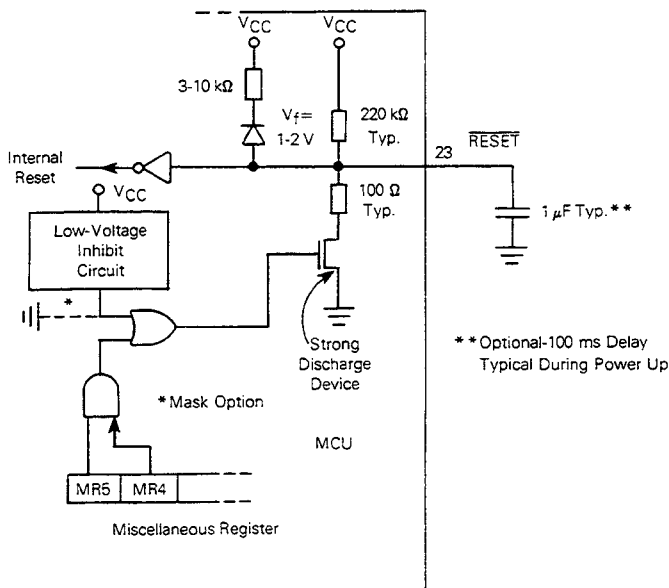 VCC
VCC
3-10 kΩ
Vf=
1-2 V
220 kΩ
Typ.
23
RESET
Internal
Reset
VCC
100 Ω
Typ.
1 μF Typ.**
Low-Voltage
Inhibit
Circuit
*
Strong
Discharge
Device
**Optional-100 ms Delay
Typical During Power Up
*Mask Option
MCU
MR5
MR4
Miscellaneous Register